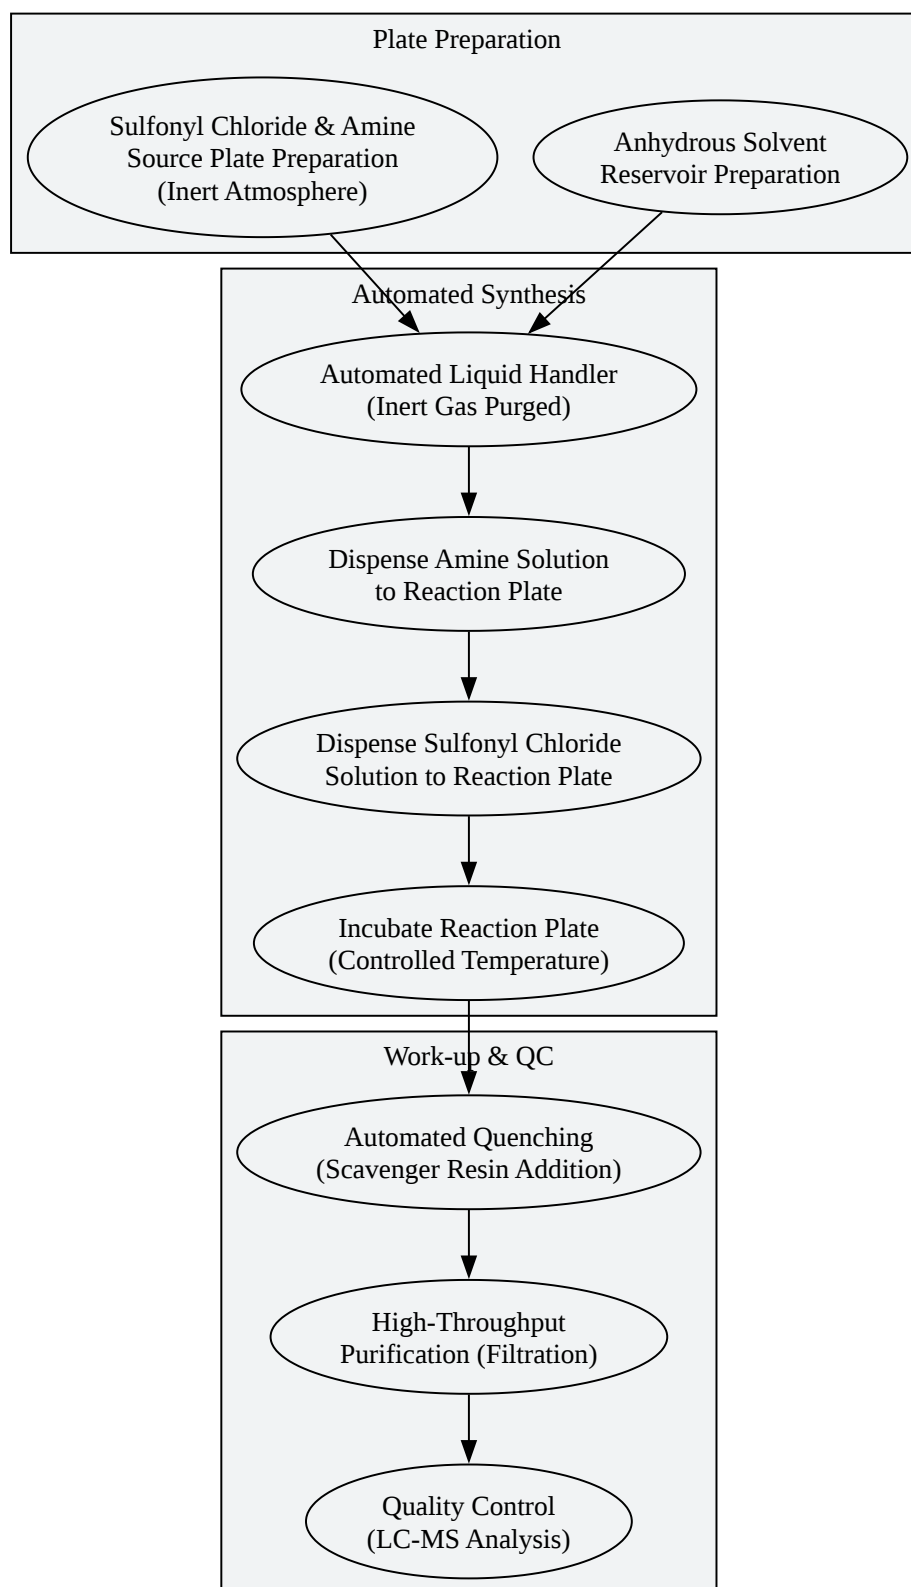 Plate Preparation
Sulfonyl Chloride & Amine
Source Plate Preparation
(Inert Atmosphere)
Anhydrous Solvent
Reservoir Preparation
Automated Synthesis
Automated Liquid Handler
(Inert Gas Purged)
Dispense Amine Solution
to Reaction Plate
Dispense Sulfonyl Chloride
Solution to Reaction Plate
Incubate Reaction Plate
(Controlled Temperature)
Work-up & QC
Automated Quenching
(Scavenger Resin Addition)
High-Throughput
Purification (Filtration)
Quality Control
(LC-MS Analysis)